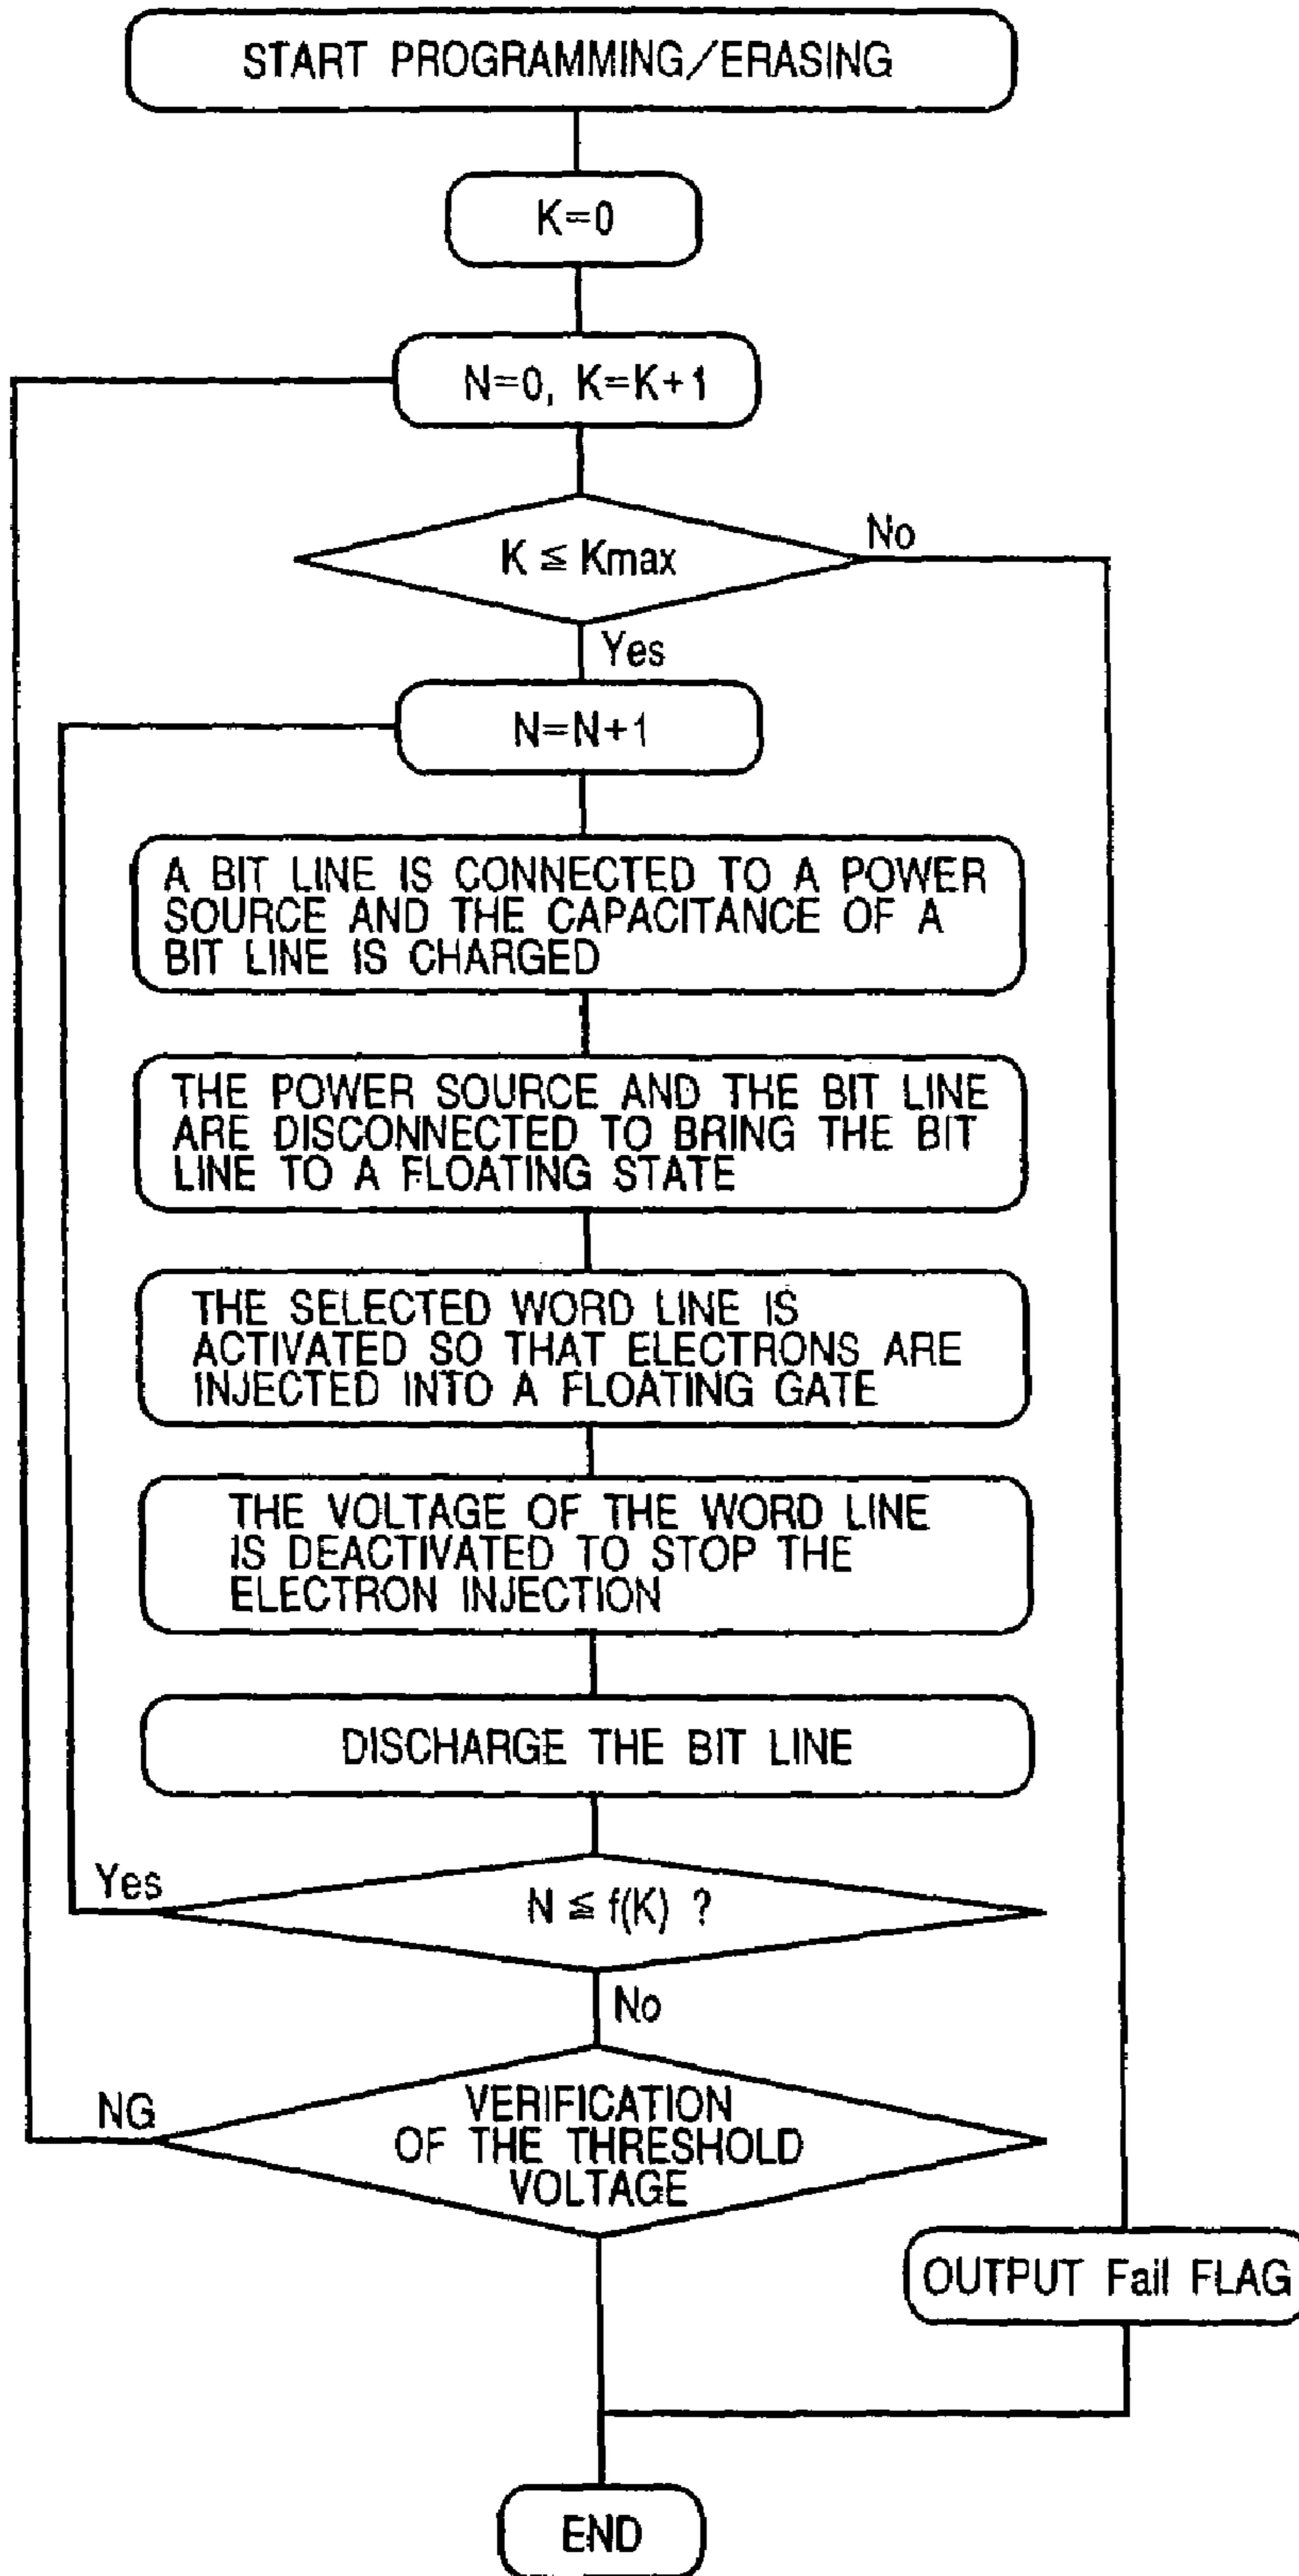 START PROGRAMMING/ERASING
K=0
N=0, K=K+1
K ≦ Kmax
No
Yes
N=N+1
A BIT LINE IS CONNECTED TO A POWER
SOURCE AND THE CAPACITANCE OF A
BIT LINE IS CHARGED
THE POWER SOURCE AND THE BIT LINE
ARE DISCONNECTED TO BRING THE BIT
LINE TO A FLOATING STATE
THE SELECTED WORD LINE IS
ACTIVATED SO THAT ELECTRONS ARE
INJECTED INTO A FLOATING GATE
THE VOLTAGE OF THE WORD LINE
IS DEACTIVATED TO STOP THE
ELECTRON INJECTION
DISCHARGE THE BIT LINE
Yes
N ≦ f(K) ?
No
NG
VERIFICATION
OF THE THRESHOLD
VOLTAGE
OUTPUT Fail FLAG
END